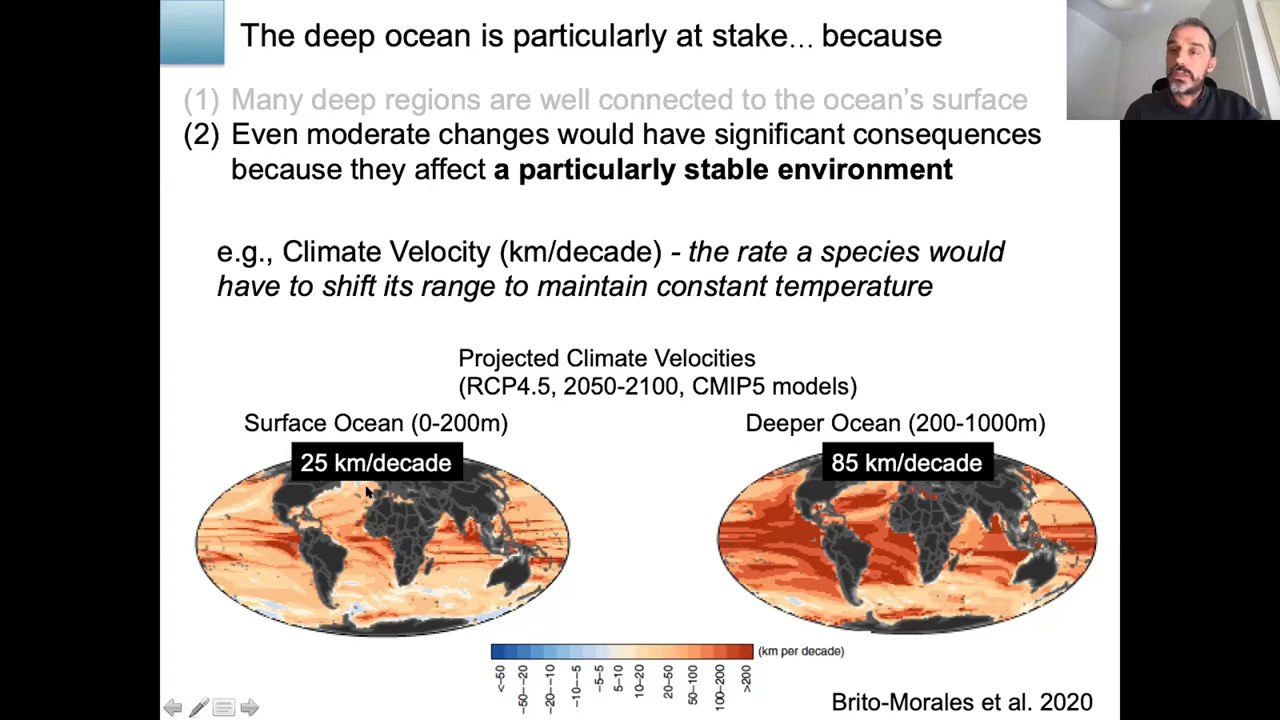 The deep ocean is particularly at stake... because
(1) Many deep regions are well connected to the ocean's surface
(2) Even moderate changes would have significant consequences
because they affect a particularly stable environment
e.g., Climate Velocity (km/decade) - the rate a species would
have to shift its range to maintain constant temperature
Projected Climate Velocities
(RCP4.5, 2050-2100, CMIP5 models)
Surface Ocean (0-200m)
Deeper Ocean (200-1000m)
25 km/decade
85 km/decade
(km per decade)
<-50
-50--20
-20--10
-10--5
-5-5
5-10
10-20
20-50
50-100
100-200
>200
Brito-Morales et al. 2020